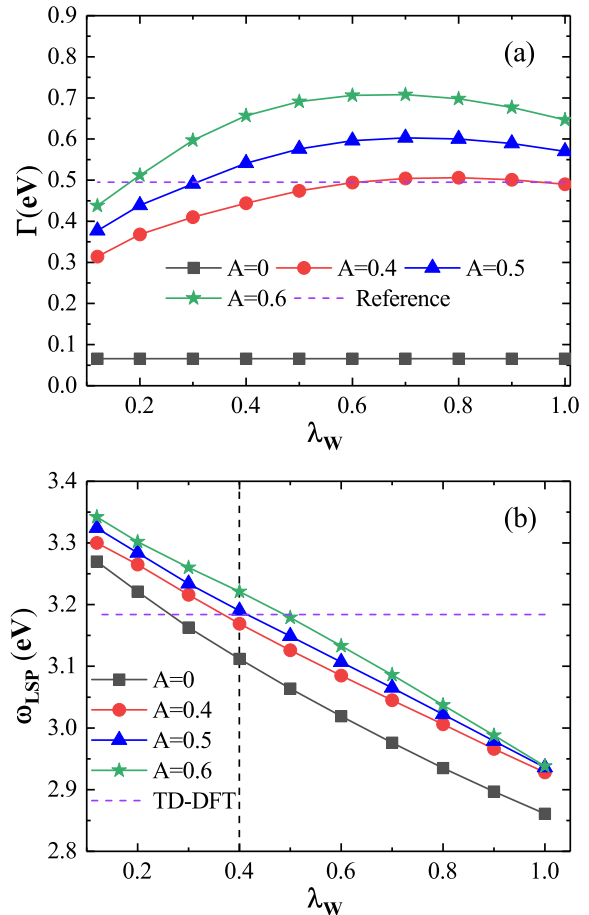 0.8
0.7
0.6
0.5
0.4
0.3
0.2
0.1
0.0
Γ(eV)
(a)
A=0 A=0.4 A=0.5
A=0.6 Reference
0.2 0.4 0.6 0.8 1.0
λW
3.4
3.3
3.2
3.1
3.0
2.9
2.8
ωLSP (eV)
(b)
A=0
A=0.4
A=0.5
A=0.6
TD-DFT
0.2 0.4 0.6 0.8 1.0
λW